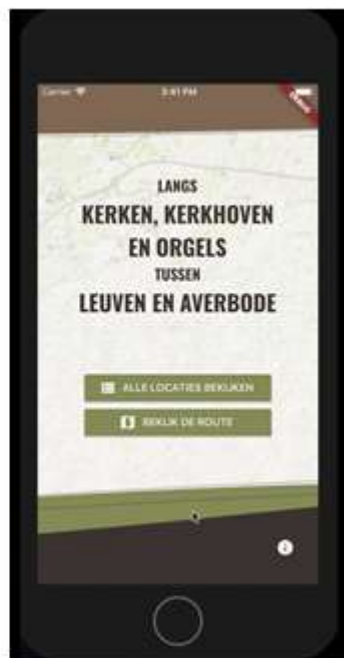 Carrier
3:41 PM
DEBUG
LANGS
KERKEN, KERKHOVEN
EN ORGELS
TUSSEN
LEUVEN EN AVERBODE
ALLE LOCATIES BEKIJKEN
BEKIJK DE ROUTE